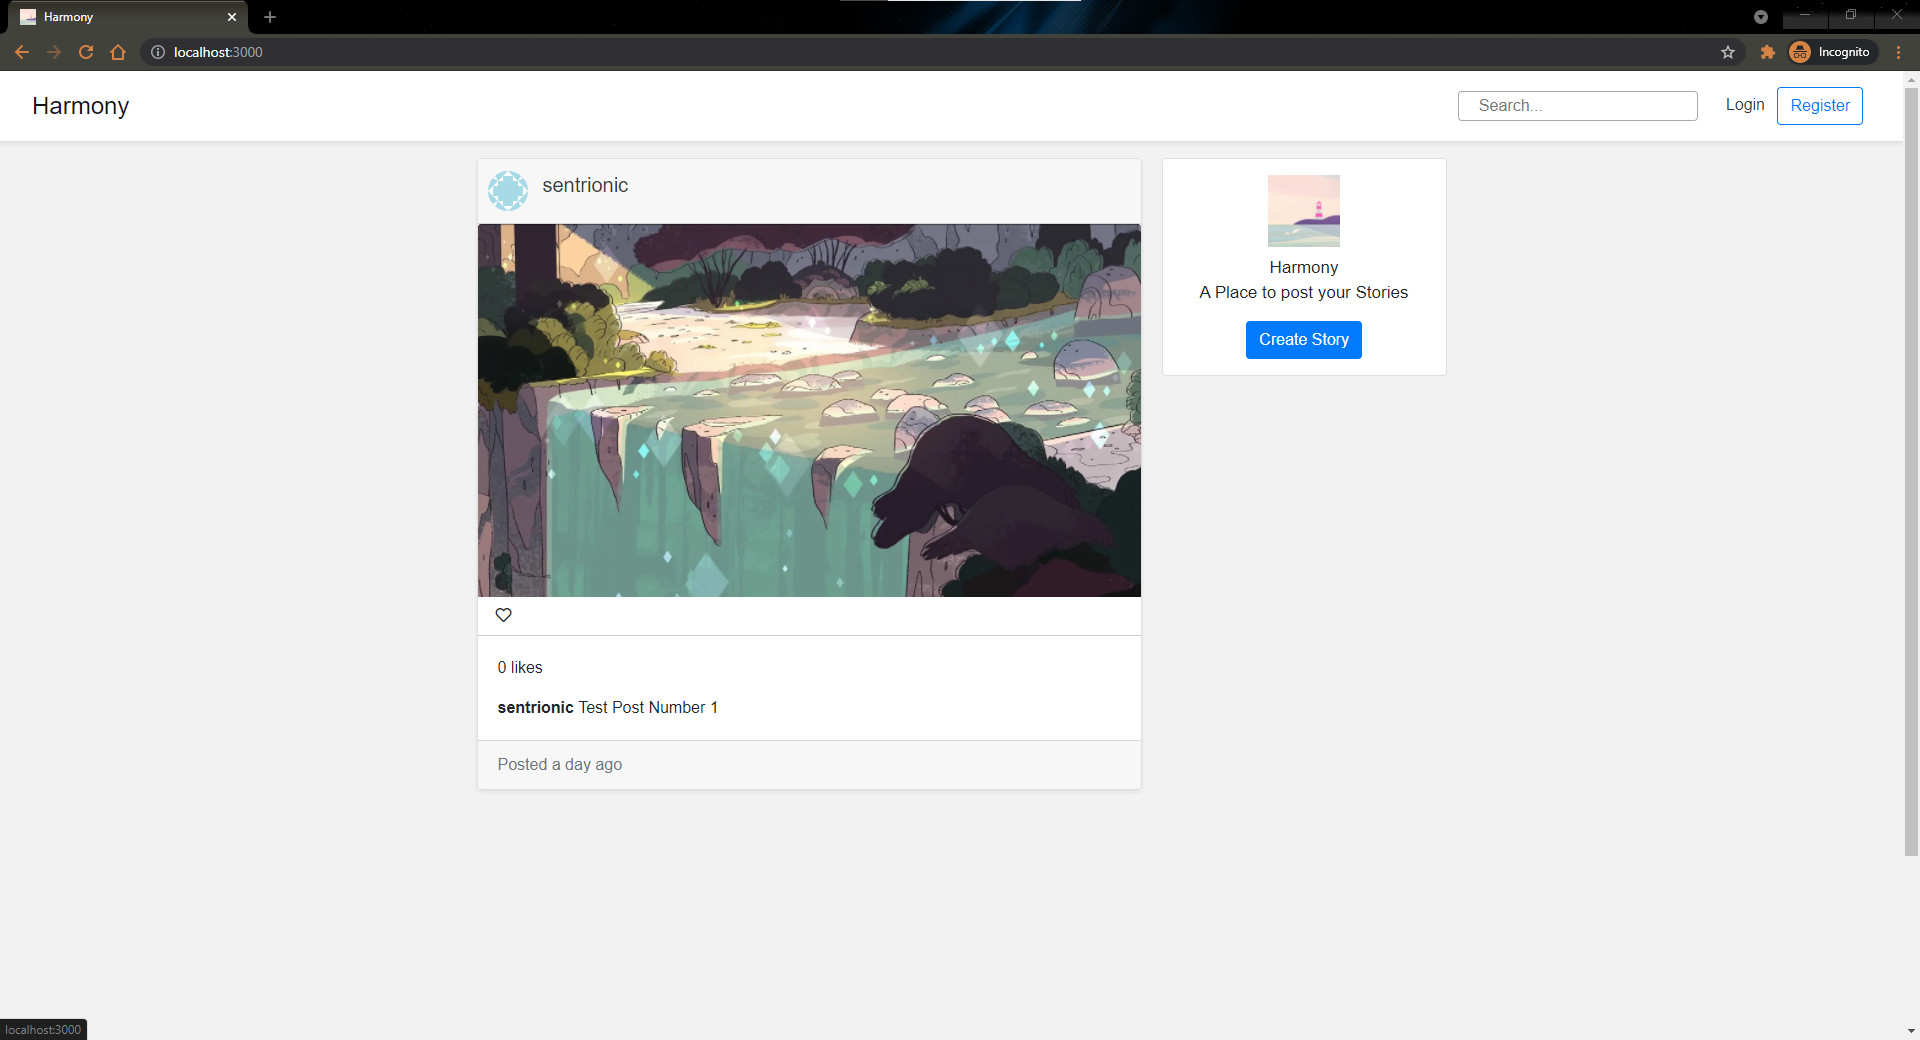 Harmony
localhost:3000
Incognito
Harmony
Search...
Login
Register
sentrionic
Harmony
A Place to post your Stories
Create Story
0 likes
sentrionic Test Post Number 1
Posted a day ago
localhost:3000